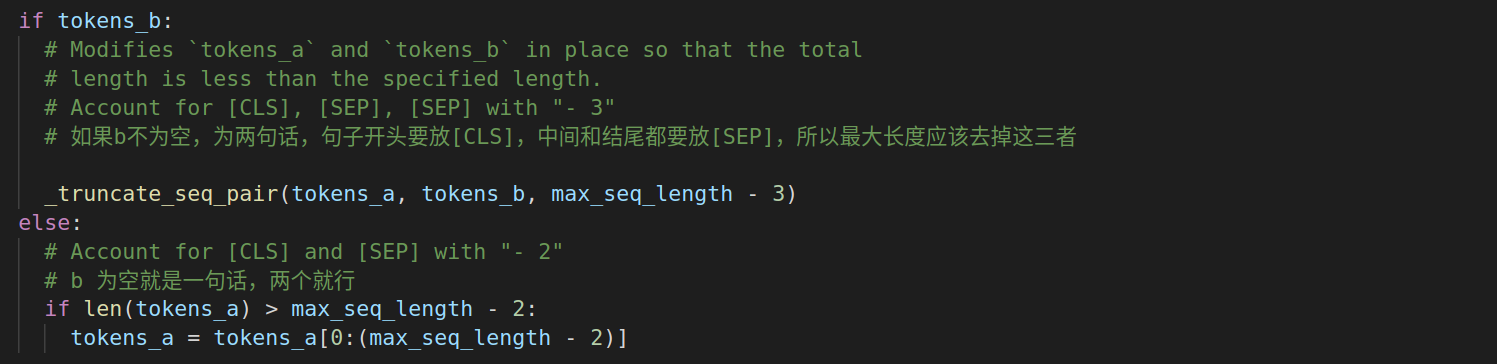 if tokens_b:
# Modifies `tokens_a` and `tokens_b` in place so that the total
# length is less than the specified length.
# Account for [CLS], [SEP], [SEP] with "- 3"
# 如果b不为空，为两句话，句子开头要放[CLS]，中间和结尾都要放[SEP]，所以最大长度应该去掉这三者
_truncate_seq_pair(tokens_a, tokens_b, max_seq_length - 3)
else:
# Account for [CLS] and [SEP] with "- 2"
# b 为空就是一句话，两个就行
if len(tokens_a) > max_seq_length - 2:
tokens_a = tokens_a[0:(max_seq_length - 2)]